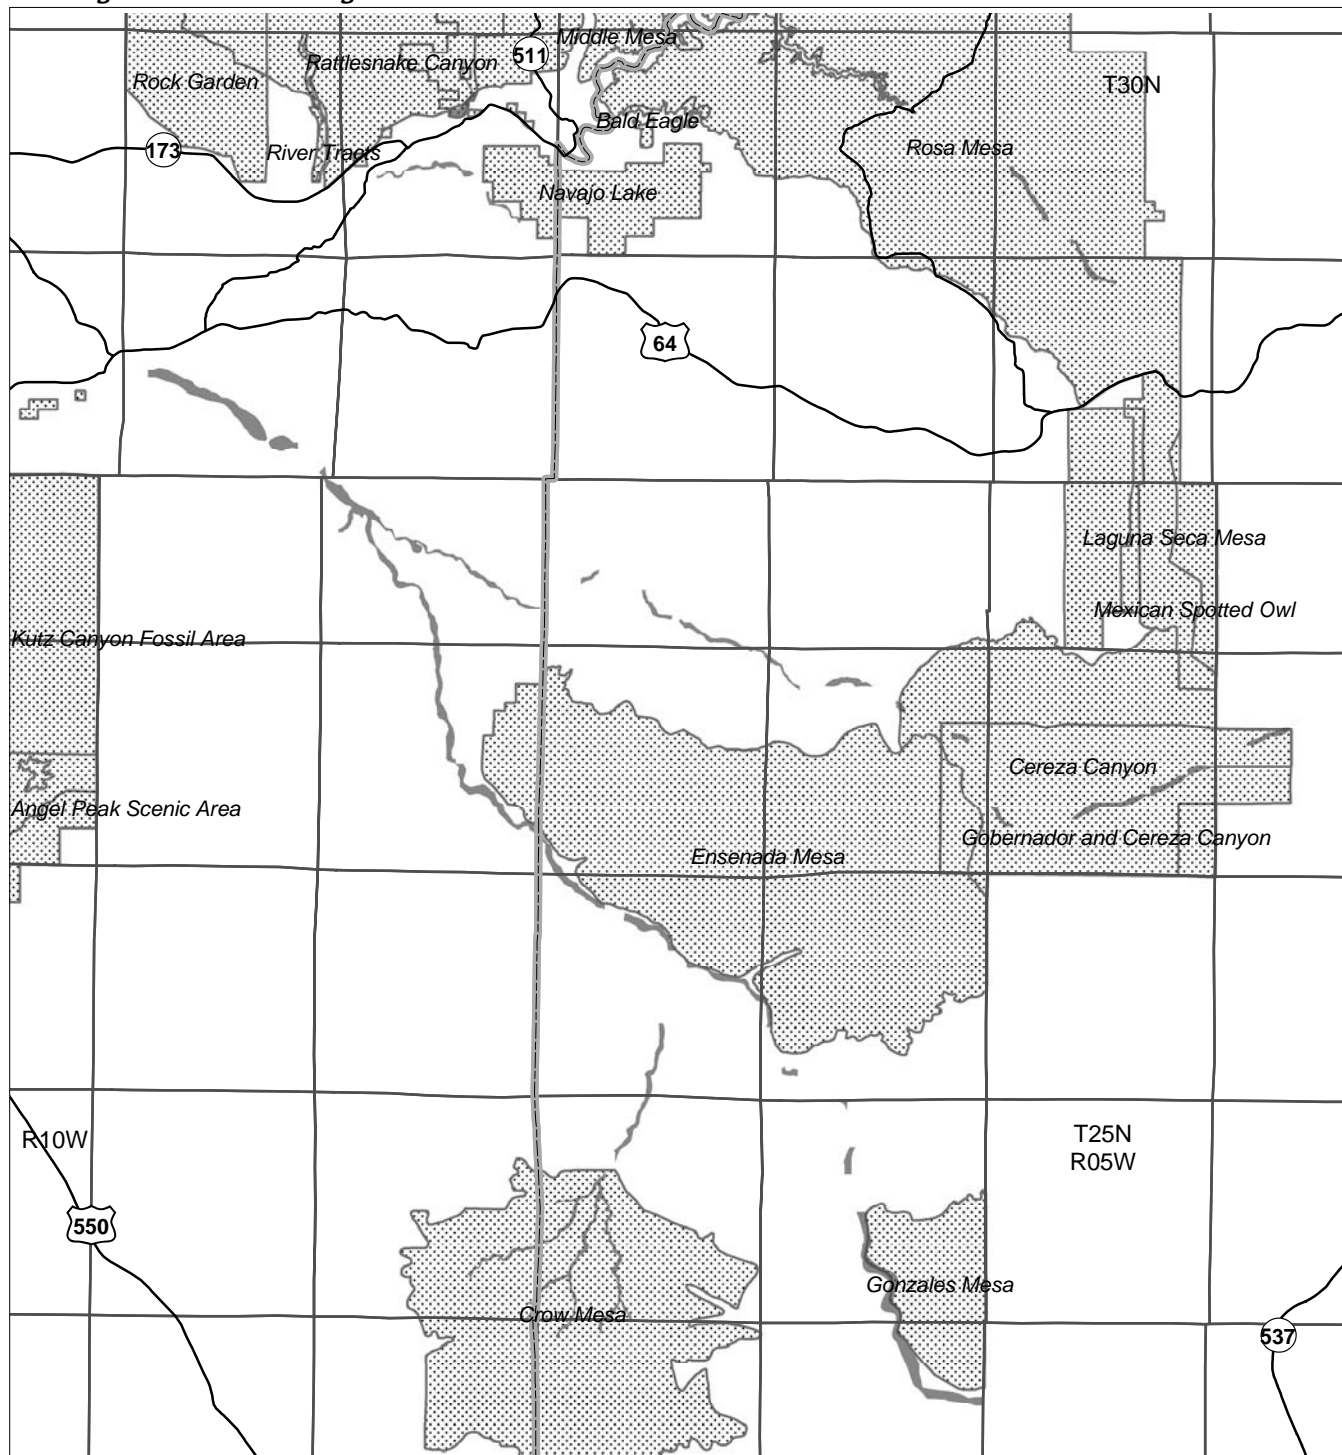 Middle Mesa
511
Rattlesnake Canyon
Rock Garden
T30N
Bald Eagle
173
River Tracts
Rosa Mesa
Navajo Lake
64
Laguna Seca Mesa
Mexican Spotted Owl
Kutz Canyon Fossil Area
Cereza Canyon
Angel Peak Scenic Area
Gobernador and Cereza Canyon
Ensenada Mesa
R10W
T25N
R05W
550
Gonzales Mesa
Crow Mesa
537